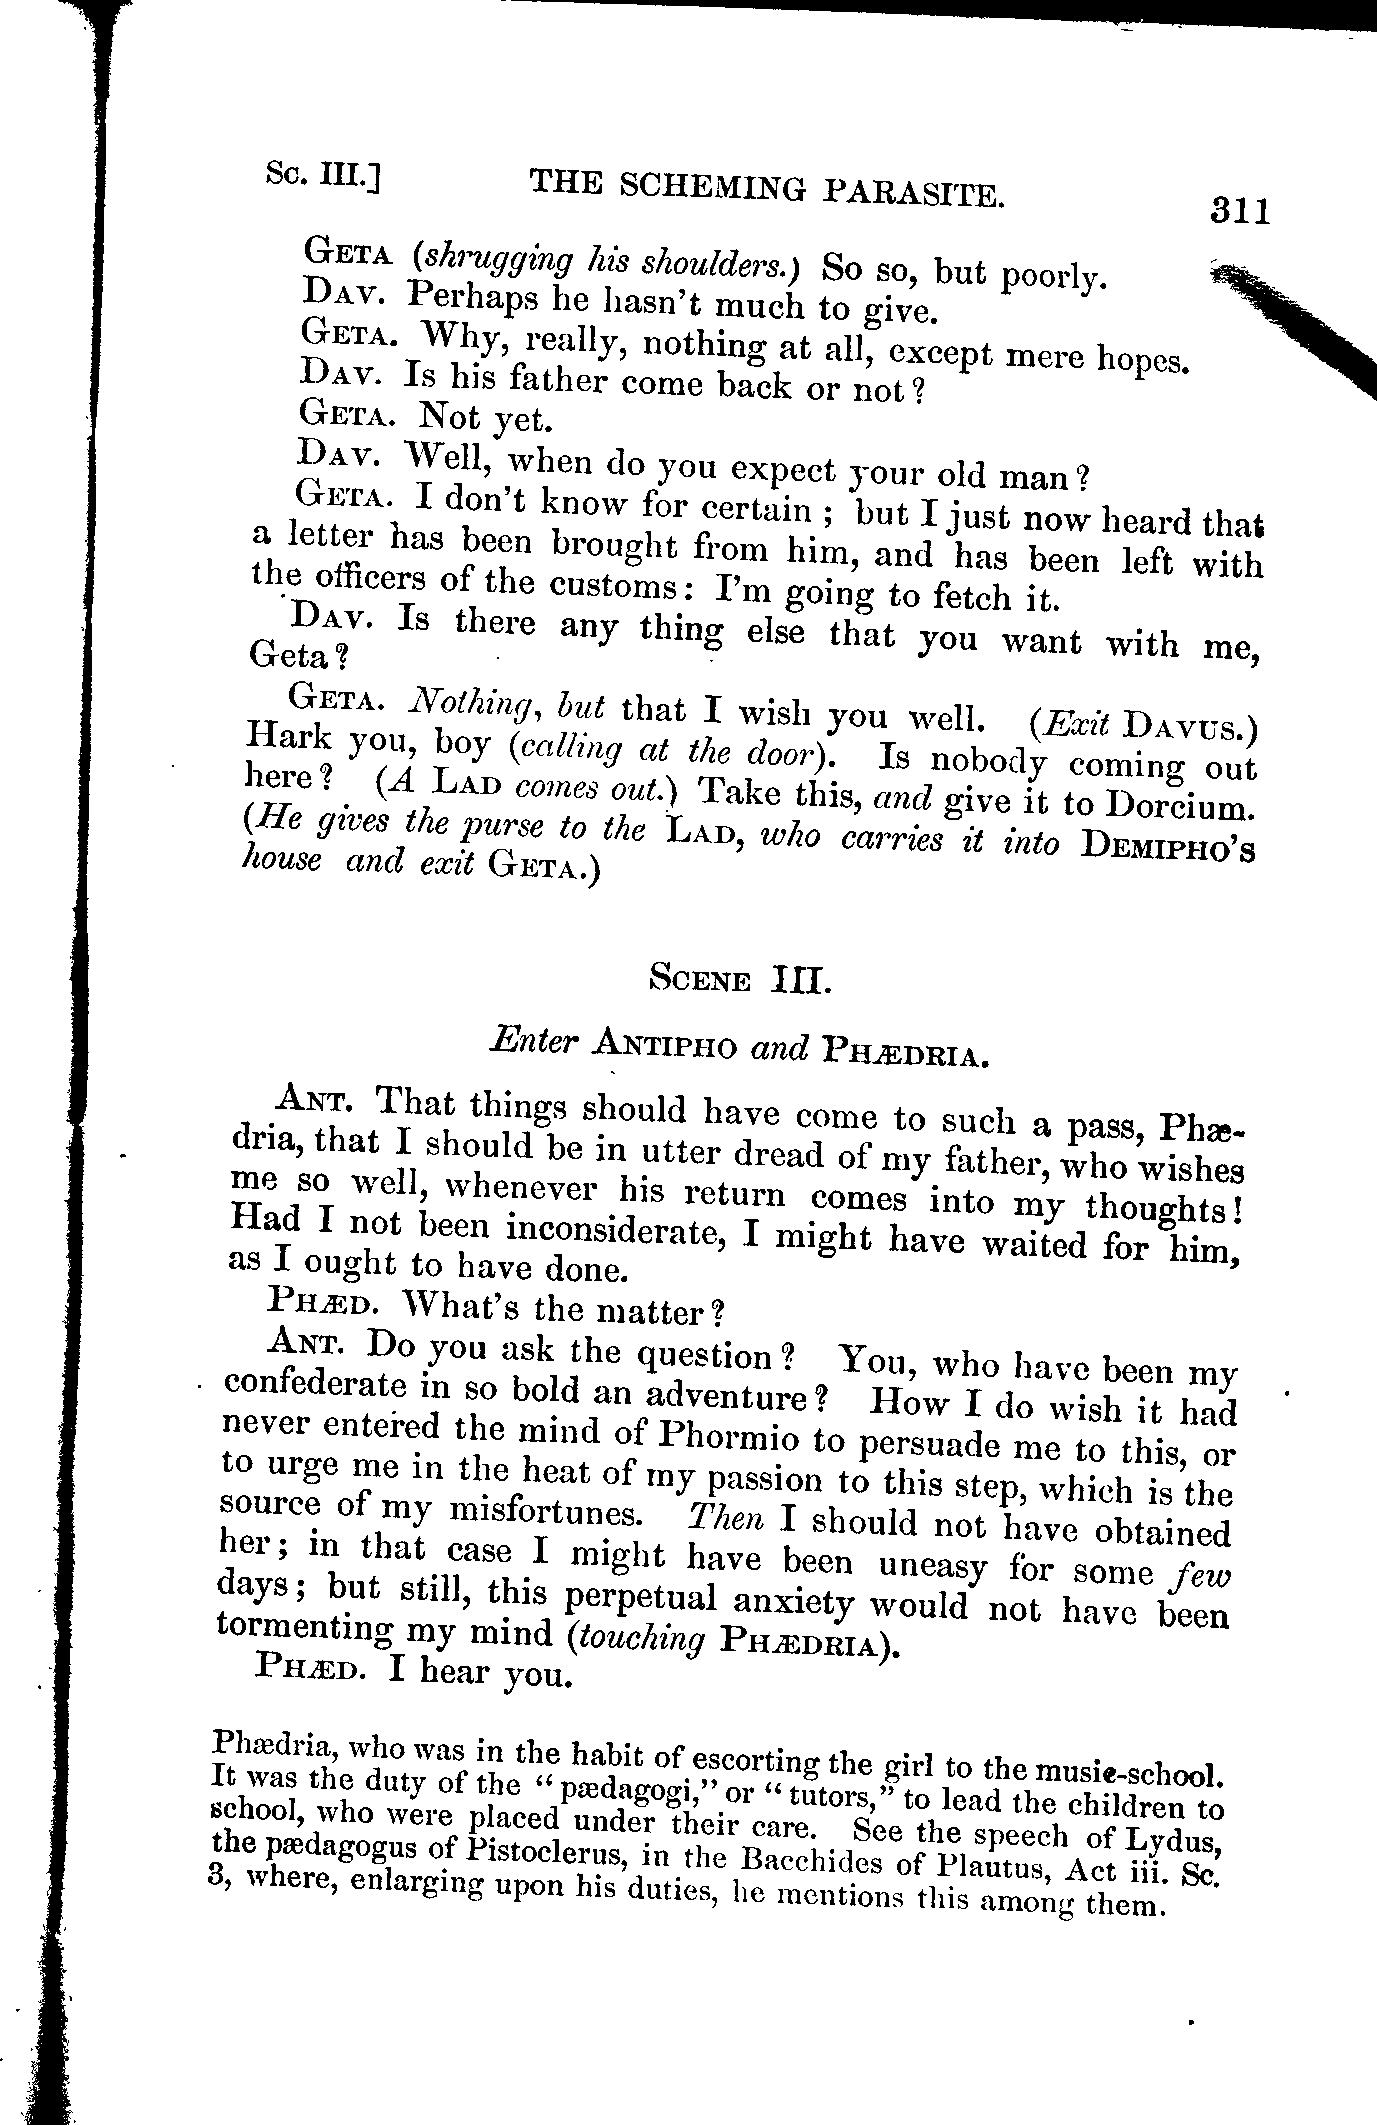 Sc. III.] THE SCHEMING PARASITE. 311
GETA (shrugging his shoulders.) So so, but poorly.
DAV. Perhaps he hasn't much to give.
GETA. Why, really, nothing at all, except mere hopes.
DAV. Is his father come back or not?
GETA. Not yet.
DAV. Well, when do you expect your old man?
GETA. I don't know for certain; but I just now heard that
a letter has been brought from him, and has been left with
the officers of the customs: I'm going to fetch it.
DAV. Is there any thing else that you want with me,
Geta?
GETA. Nothing, but that I wish you well. (Exit DAVUS.)
Hark you, boy (calling at the door). Is nobody coming out
here? (A LAD comes out.) Take this, and give it to Dorcium.
(He gives the purse to the LAD, who carries it into DEMIPHO'S
house and exit GETA.)
SCENE III.
Enter ANTIPHO and PHÆDRIA.
ANT. That things should have come to such a pass, Phæ-
dria, that I should be in utter dread of my father, who wishes
me so well, whenever his return comes into my thoughts!
Had I not been inconsiderate, I might have waited for him,
as I ought to have done.
PHÆD. What's the matter?
ANT. Do you ask the question? You, who have been my
confederate in so bold an adventure? How I do wish it had
never entered the mind of Phormio to persuade me to this, or
to urge me in the heat of my passion to this step, which is the
source of my misfortunes. Then I should not have obtained
her; in that case I might have been uneasy for some few
days; but still, this perpetual anxiety would not have been
tormenting my mind (touching PHÆDRIA).
PHÆD. I hear you.
Phædria, who was in the habit of escorting the girl to the music-school.
It was the duty of the "pædagogi," or "tutors," to lead the children to
school, who were placed under their care. See the speech of Lydus,
the pædagogus of Pistoclerus, in the Bacchides of Plautus, Act iii. Sc.
3, where, enlarging upon his duties, he mentions this among them.